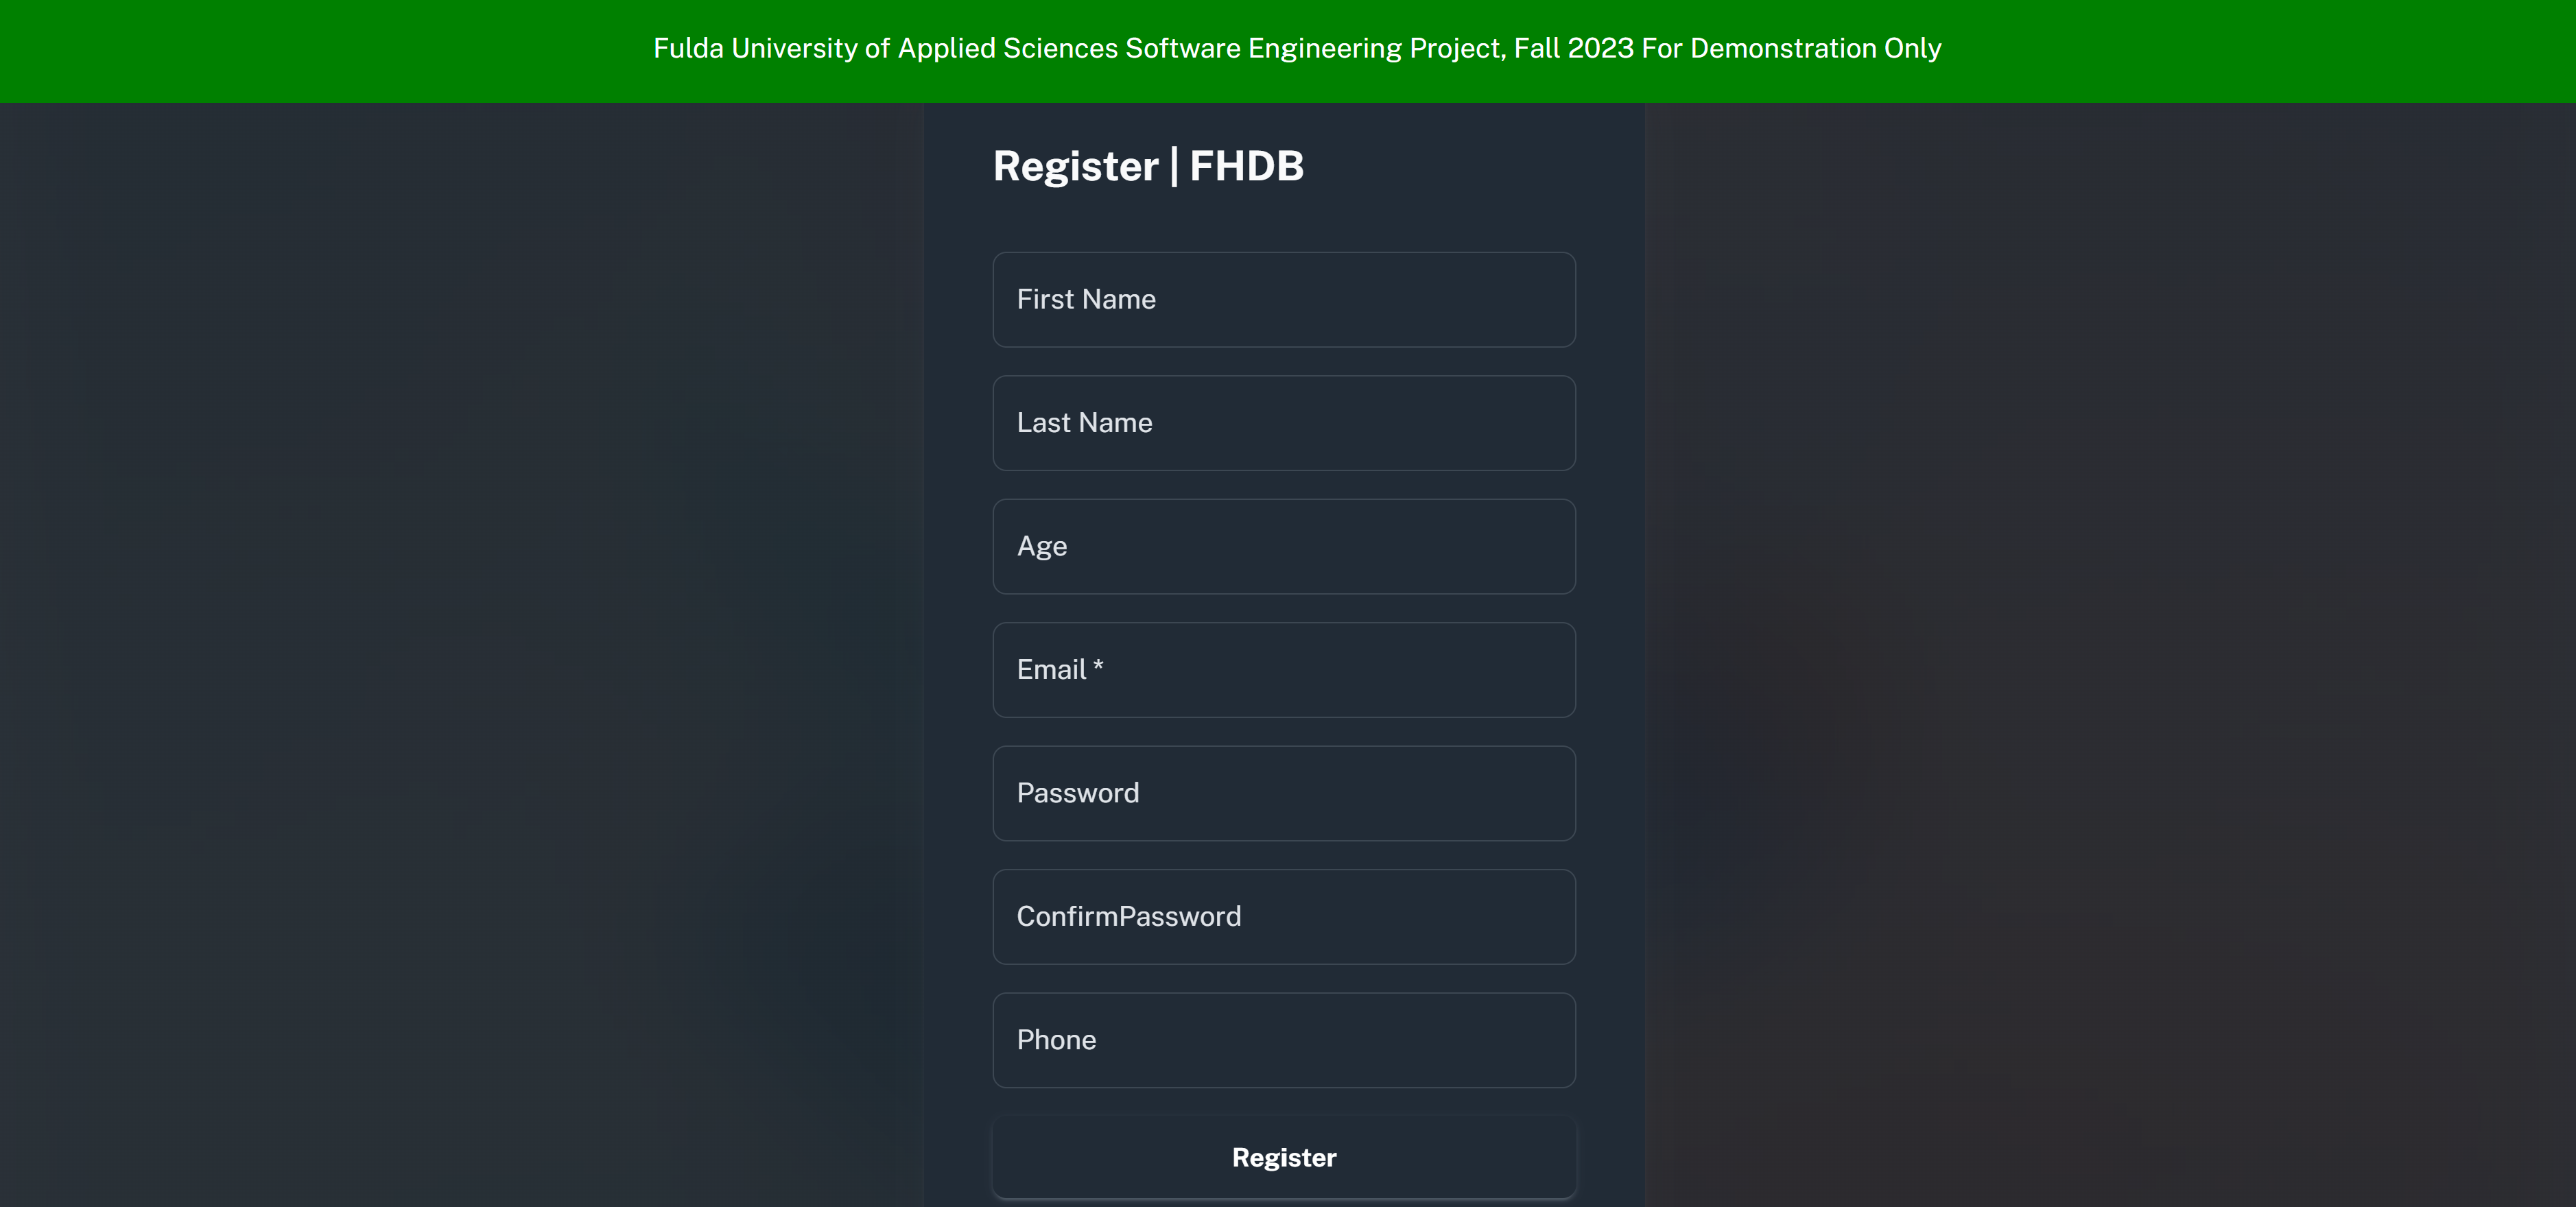 Fulda University of Applied Sciences Software Engineering Project, Fall 2023 For Demonstration Only
Register | FHDB
First Name
Last Name
Age
Email *
Password
ConfirmPassword
Phone
Register